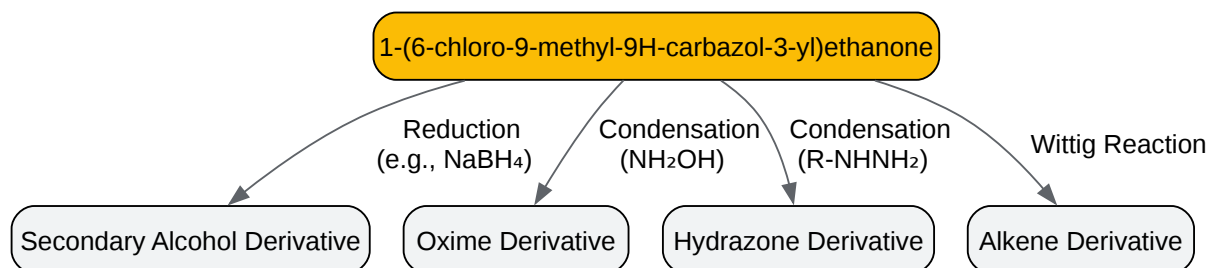 1-(6-chloro-9-methyl-9H-carbazol-3-yl)ethanone
Reduction
(e.g., NaBH₄)
Condensation
(NH₂OH)
Condensation
(R-NHNH₂)
Wittig Reaction
Secondary Alcohol Derivative
Oxime Derivative
Hydrazone Derivative
Alkene Derivative